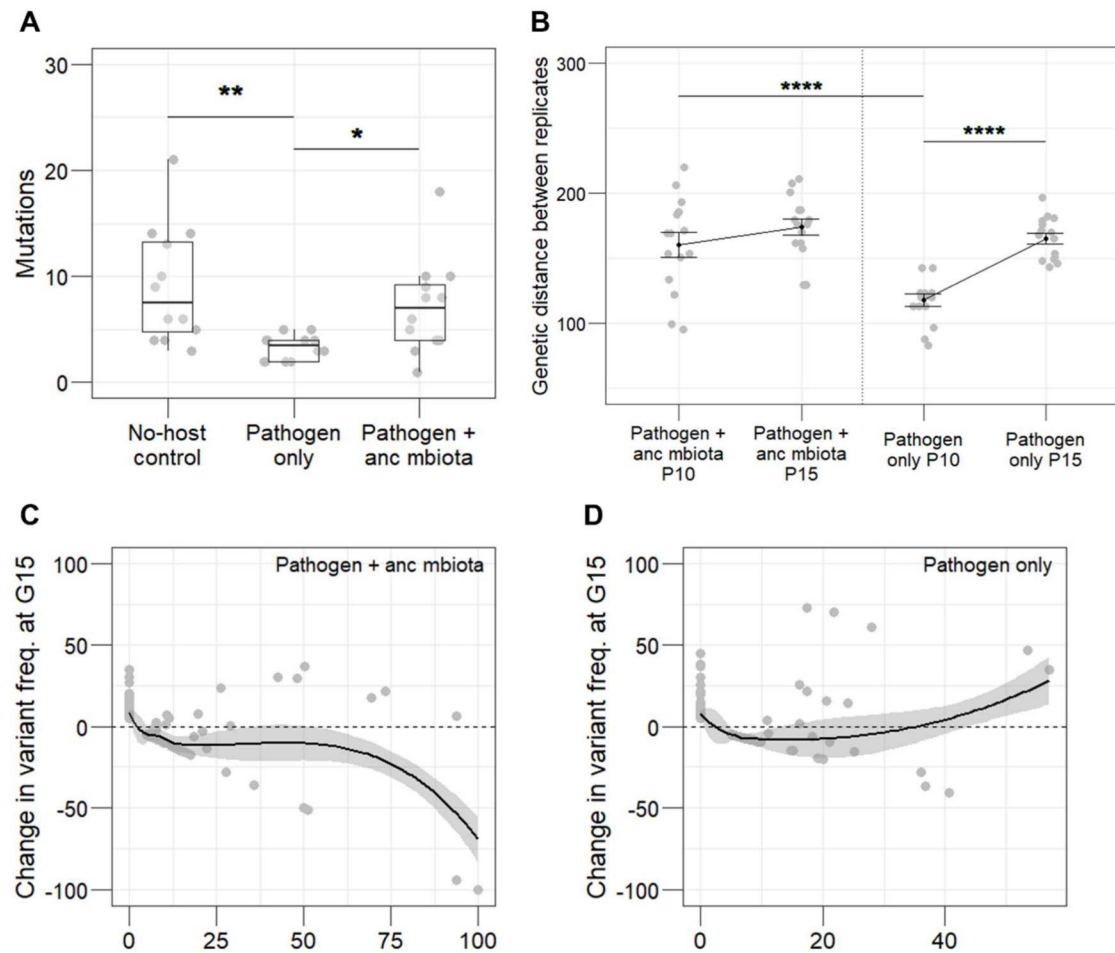 A
Mutations
30
20
10
0
**
*
No-host
control
Pathogen
only
Pathogen +
anc mbiota
B
Genetic distance between replicates
300
200
100
****
****
Pathogen +
anc mbiota
P10
Pathogen +
anc mbiota
P15
Pathogen
only P10
Pathogen
only P15
C
Change in variant freq. at G15
Pathogen + anc mbiota
100
50
0
-50
-100
0
25
50
75
100
D
Change in variant freq. at G15
Pathogen only
100
50
0
-50
-100
0
20
40